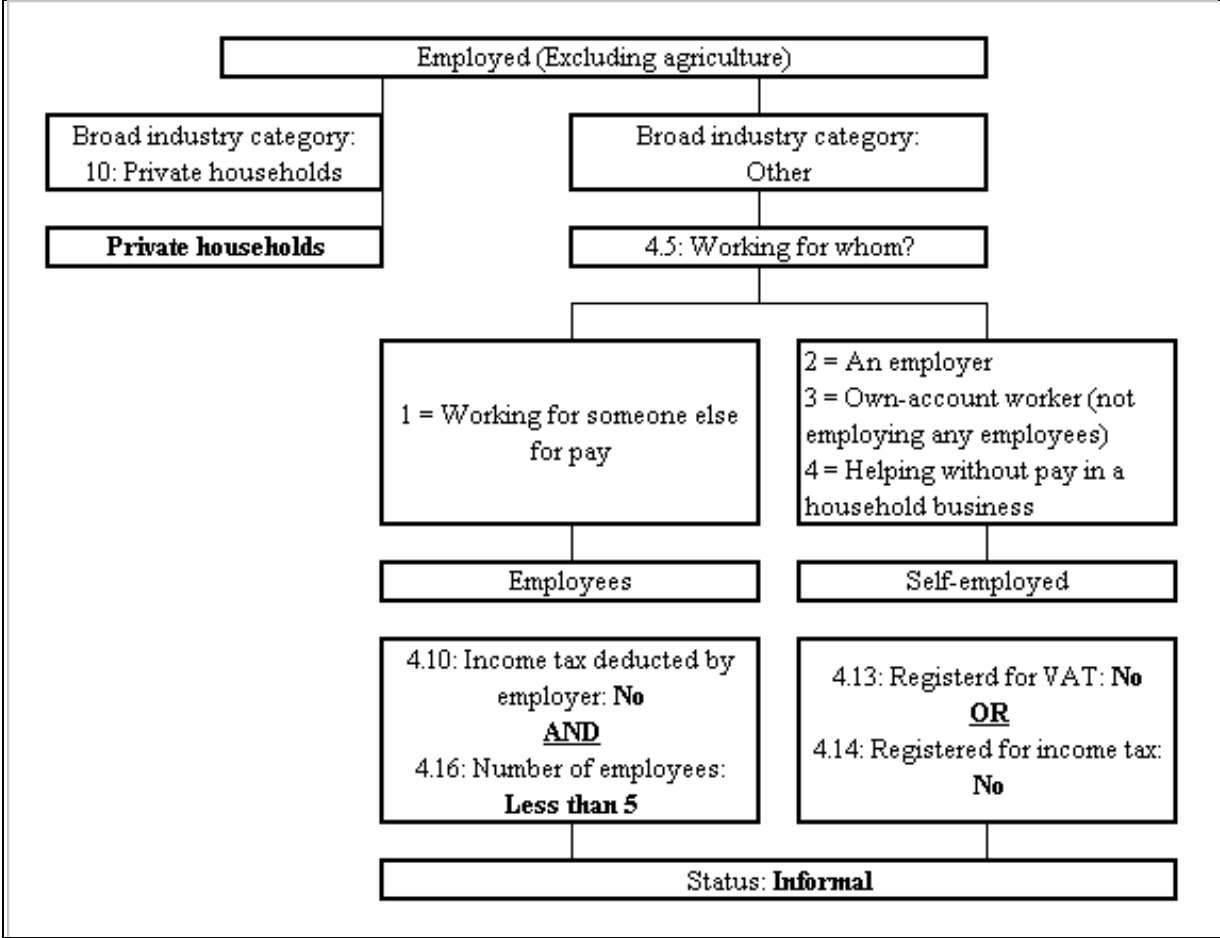 Employed (Excluding agriculture)
Broad industry category:
10: Private households
Broad industry category:
Other
Private households
4.5: Working for whom?
1 = Working for someone else
for pay
2 = An employer
3 = Own-account worker (not
employing any employees)
4 = Helping without pay in a
household business
Employees
Self-employed
4.10: Income tax deducted by
employer: No
AND
4.16: Number of employees:
Less than 5
4.13: Registerd for VAT: No
OR
4.14: Registered for income tax:
No
Status: Informal